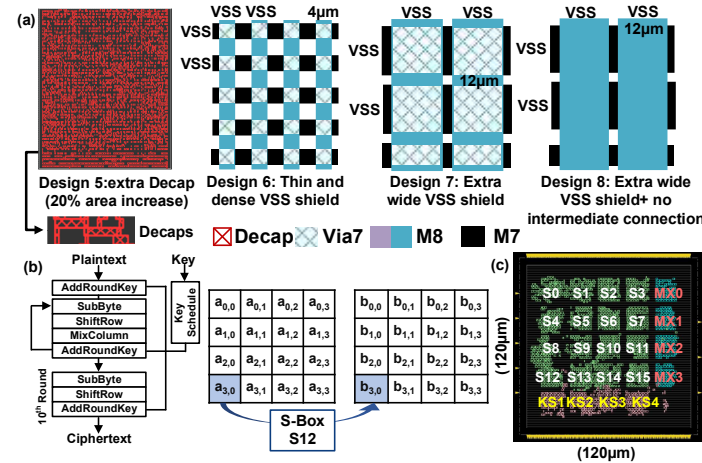 (a)
VSS VSS 4μm
VSS
VSS
VSS VSS
VSS
12μm
VSS
VSS VSS
12μm
VSS
VSS
Design 5:extra Decap
(20% area increase)
Design 6: Thin and
dense VSS shield
Design 7: Extra
wide VSS shield
Design 8: Extra wide
VSS shield+ no
intermediate connection
Decaps
Decap Via7 M8 M7
(b)
Plaintext Key
AddRoundKey
SubByte
ShiftRow
MixColumn
AddRoundKey
Key
Schedule
10th Round
SubByte
ShiftRow
AddRoundKey
Ciphertext
a0,0 a0,1 a0,2 a0,3
a1,0 a1,1 a1,2 a1,3
a2,0 a2,1 a2,2 a2,3
a3,0 a3,1 a3,2 a3,3
b0,0 b0,1 b0,2 b0,3
b1,0 b1,1 b1,2 b1,3
b2,0 b2,1 b2,2 b2,3
b3,0 b3,1 b3,2 b3,3
S-Box
S12
(c)
(120μm)
S0 S1 S2 S3 MX0
S4 S5 S6 S7 MX1
S8 S9 S10 S11 MX2
S12 S13 S14 S15 MX3
KS1 KS2 KS3 KS4
(120μm)